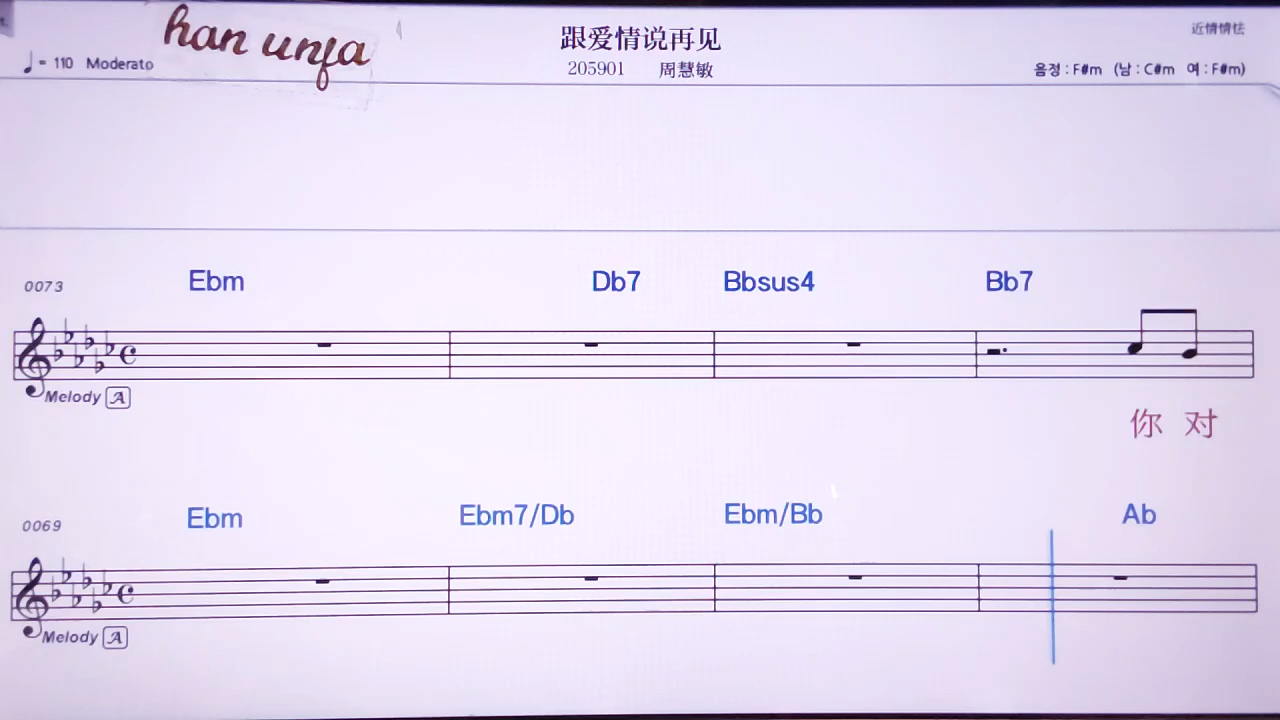 han unfa
跟爱情说再见
近情情怯
♩= 110 Moderato
205901 周慧敏
음정 : F#m (남 : C#m 여 : F#m)
0073
Ebm Db7 Bbsus4 Bb7
Melody A
你 对
0069
Ebm Ebm7/Db Ebm/Bb Ab
Melody A